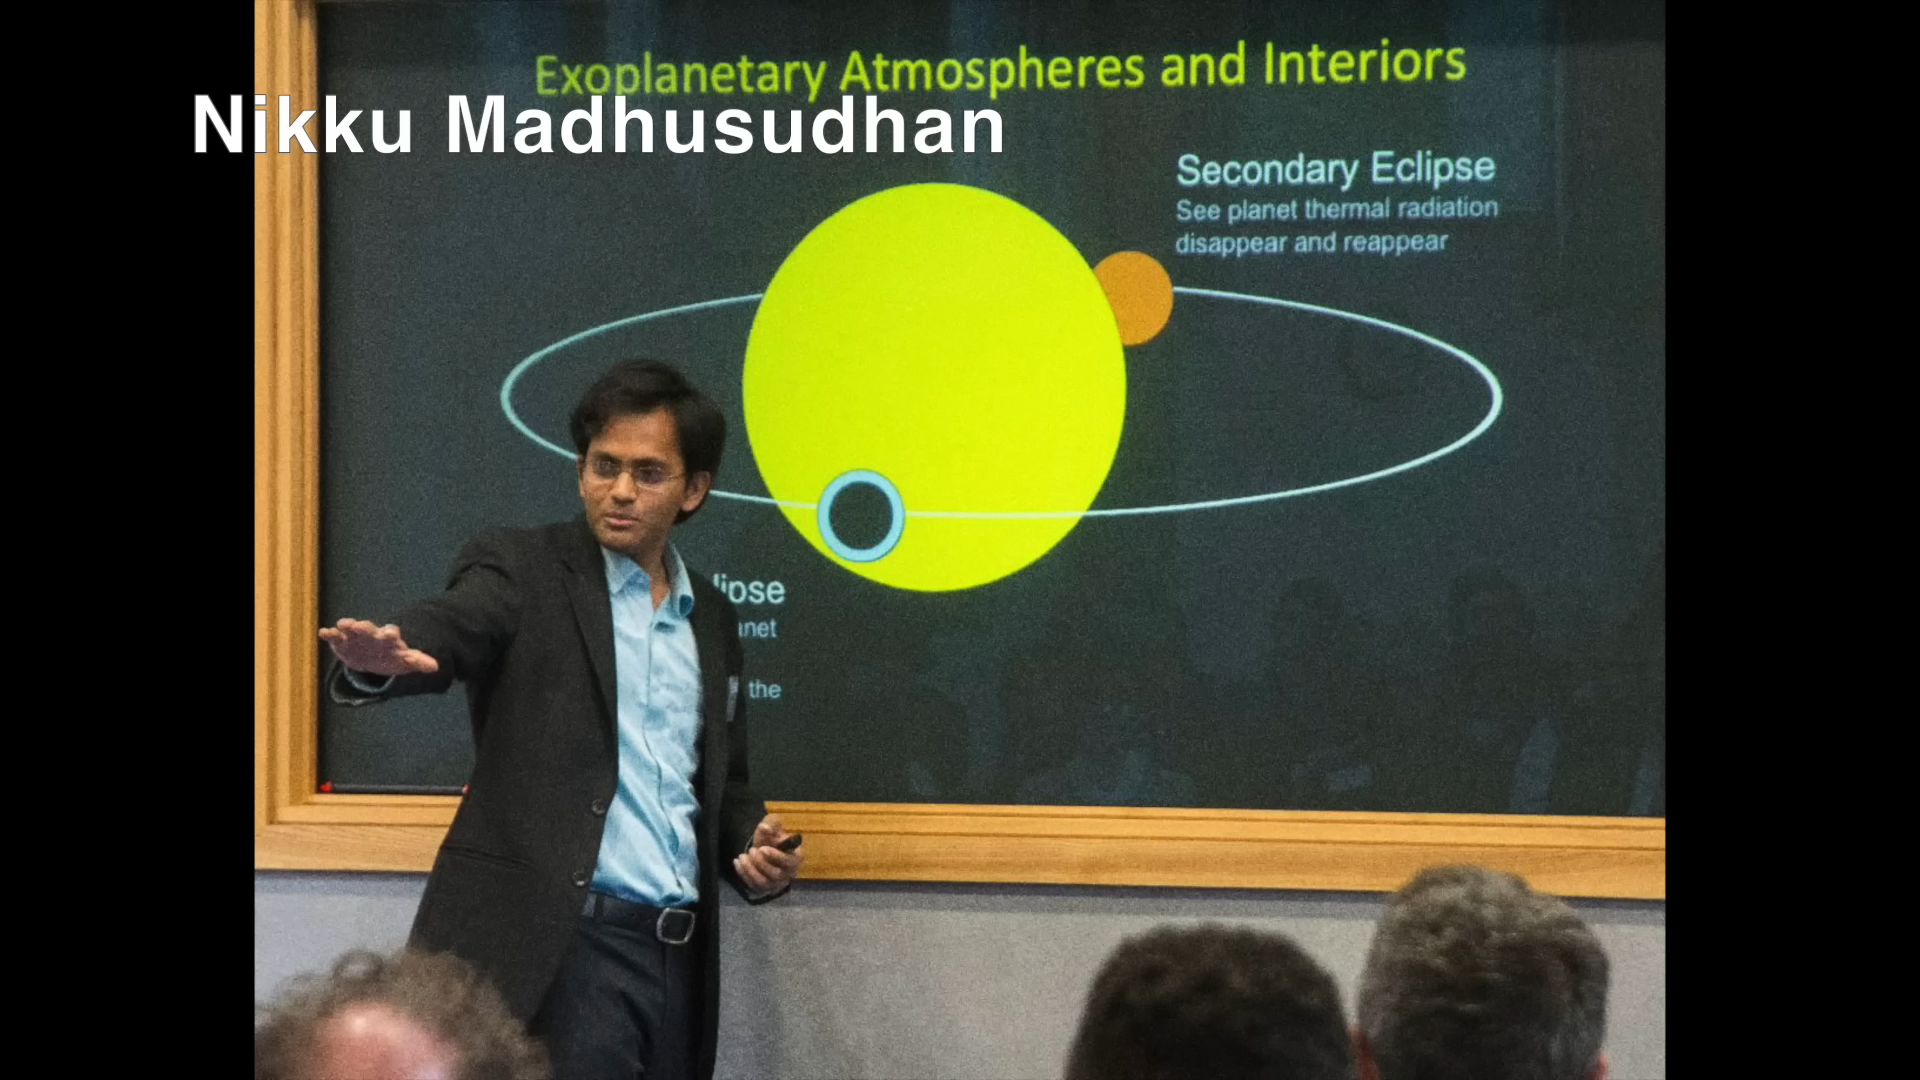 Exoplanetary Atmospheres and Interiors
Nikku Madhusudhan
Secondary Eclipse
See planet thermal radiation
disappear and reappear
the